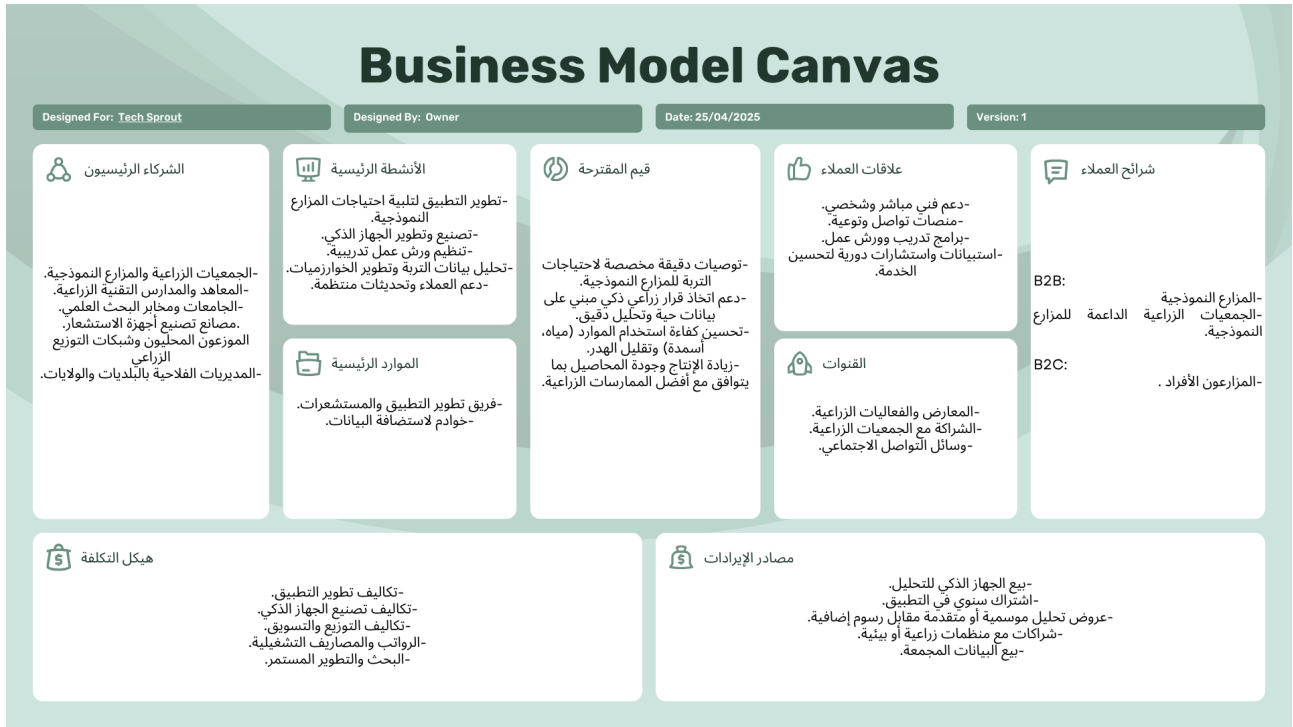 Business Model Canvas
Designed For: Tech Sprout
Designed By: Owner
Date: 25/04/2025
Version: 1
الشركاء الرئيسيون
-الجمعيات الزراعية والمزارع النموذجية.
-المعاهد والمدارس التقنية الزراعية.
-الجامعات ومخابر البحث العلمي.
.مصانع تصنيع أجهزة الاستشعار.
الموزعون المحليون وشبكات التوزيع
الزراعي
-المديريات الفلاحية بالبلديات والولايات.
الأنشطة الرئيسية
-تطوير التطبيق لتلبية احتياجات المزارع
النموذجية.
-تصنيع وتطوير الجهاز الذكي.
-تنظيم ورش عمل تدريبية.
-تحليل بيانات التربة وتطوير الخوارزميات.
-دعم العملاء وتحديثات منتظمة.
الموارد الرئيسية
-فريق تطوير التطبيق والمستشعرات.
-خوادم لاستضافة البيانات.
قيم المقترحة
-توصيات دقيقة مخصصة لاحتياجات
التربة للمزارع النموذجية.
-دعم اتخاذ قرار زراعي ذكي مبني على
بيانات حية وتحليل دقيق.
-تحسين كفاءة استخدام الموارد (مياه،
أسمدة) وتقليل الهدر.
-زيادة الإنتاج وجودة المحاصيل بما
يتوافق مع أفضل الممارسات الزراعية.
علاقات العملاء
-دعم فني مباشر وشخصي.
-منصات تواصل وتوعية.
-برامج تدريب وورش عمل.
-استبيانات واستشارات دورية لتحسين
الخدمة.
القنوات
-المعارض والفعاليات الزراعية.
-الشراكة مع الجمعيات الزراعية.
-وسائل التواصل الاجتماعي.
شرائح العملاء
B2B:
-المزارع النموذجية
-الجمعيات الزراعية الداعمة للمزارع
النموذجية.
B2C:
-المزارعون الأفراد .
هيكل التكلفة
-تكاليف تطوير التطبيق.
-تكاليف تصنيع الجهاز الذكي.
-تكاليف التوزيع والتسويق.
-الرواتب والمصاريف التشغيلية.
-البحث والتطوير المستمر.
مصادر الإيرادات
-بيع الجهاز الذكي للتحليل.
-اشتراك سنوي في التطبيق.
-عروض تحليل موسمية أو متقدمة مقابل رسوم إضافية.
-شراكات مع منظمات زراعية أو بيئية.
-بيع البيانات المجمعة.